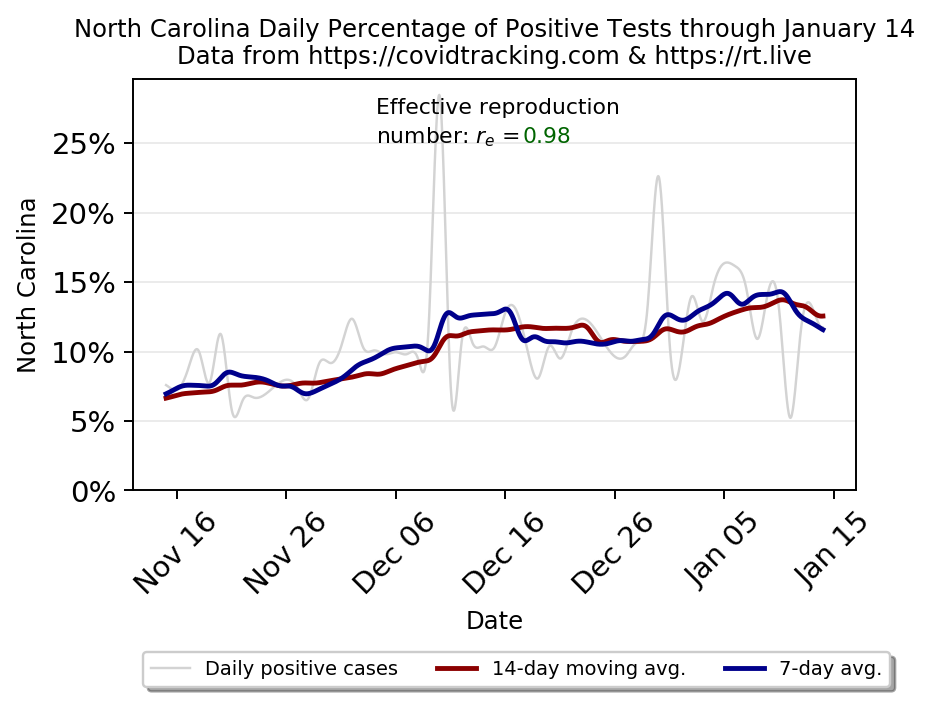 North Carolina Daily Percentage of Positive Tests through January 14
Data from https://covidtracking.com & https://rt.live
Effective reproduction
number: rₑ = 0.98
North Carolina
25%
20%
15%
10%
5%
0%
Nov 16
Nov 26
Dec 06
Dec 16
Dec 26
Jan 05
Jan 15
Date
Daily positive cases
14-day moving avg.
7-day avg.